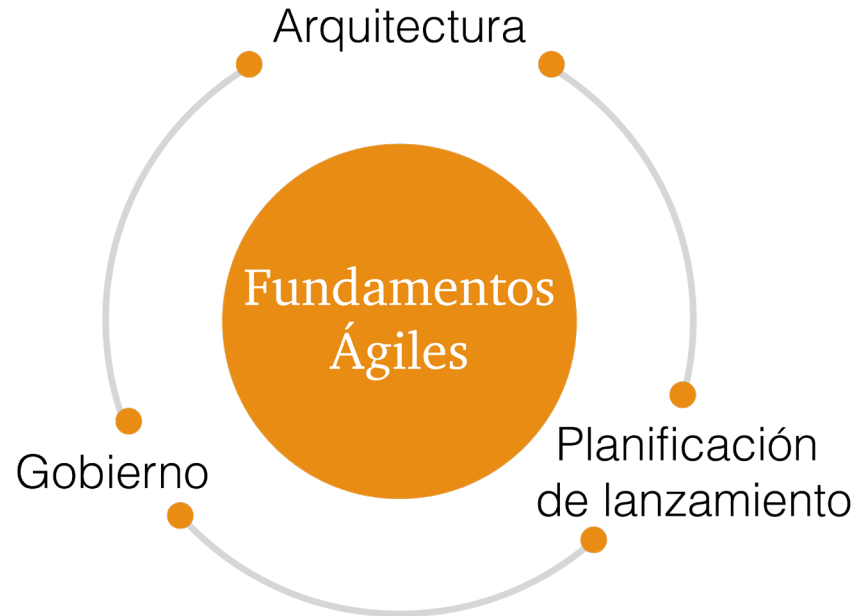 Arquitectura
Fundamentos
Ágiles
Planificación
de lanzamiento
Gobierno